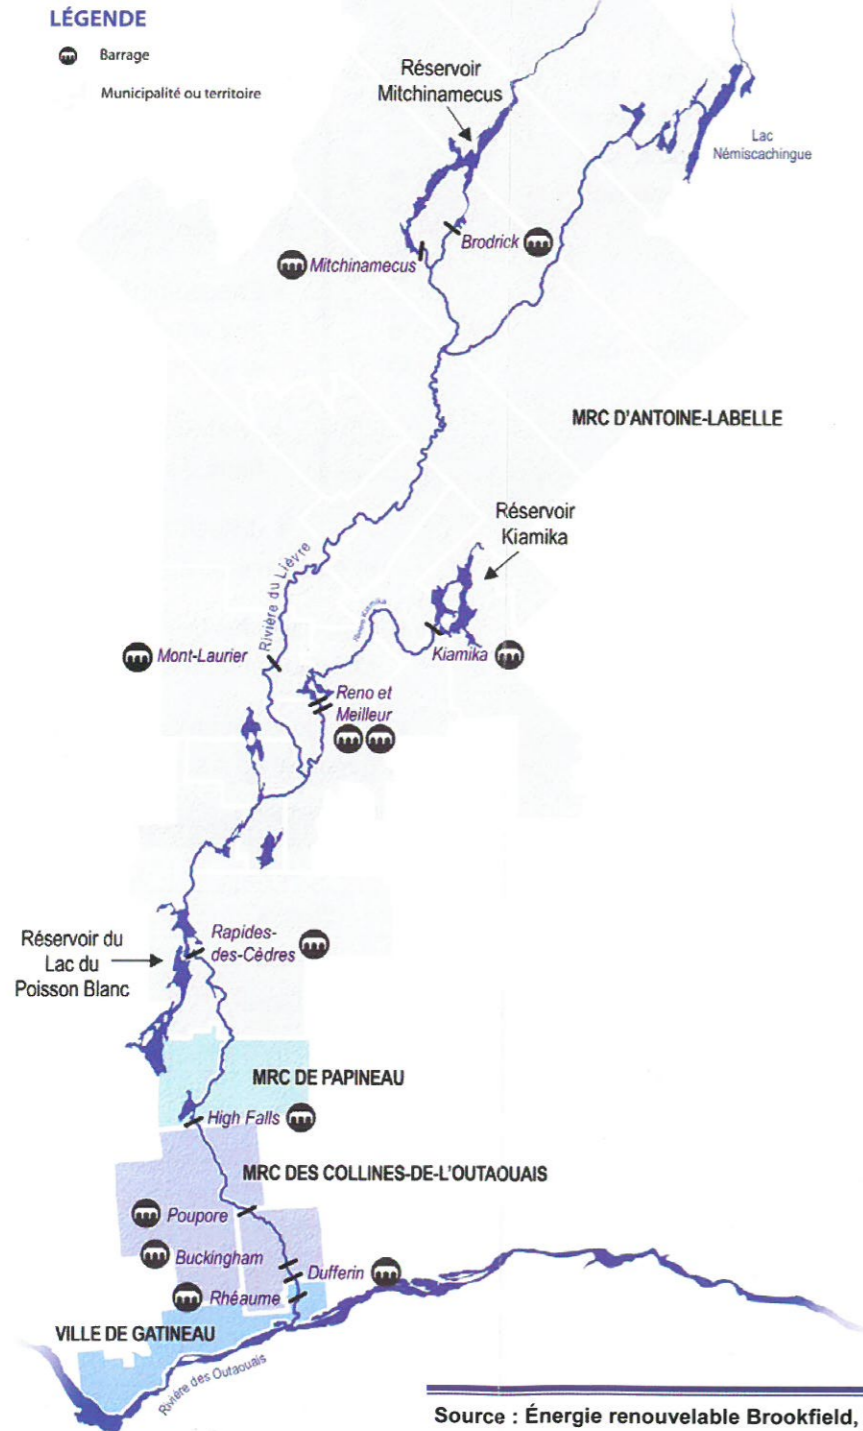 LÉGENDE
Barrage
Municipalité ou territoire
Réservoir
Mitchinamecus
Lac
Némiscachingue
Brodrick
Mitchinamecus
MRC D'ANTOINE-LABELLE
Réservoir
Kiamika
Rivière du Lièvre
Rivière Kiamika
Mont-Laurier
Kiamika
Reno et
Meilleur
Rapides-
des-Cèdres
Réservoir du
Lac du
Poisson Blanc
MRC DE PAPINEAU
High Falls
MRC DES COLLINES-DE-L'OUTAOUAIS
Poupore
Buckingham
Dufferin
Rhéaume
VILLE DE GATINEAU
Rivière des Outaouais
Source : Énergie renouvelable Brookfield,